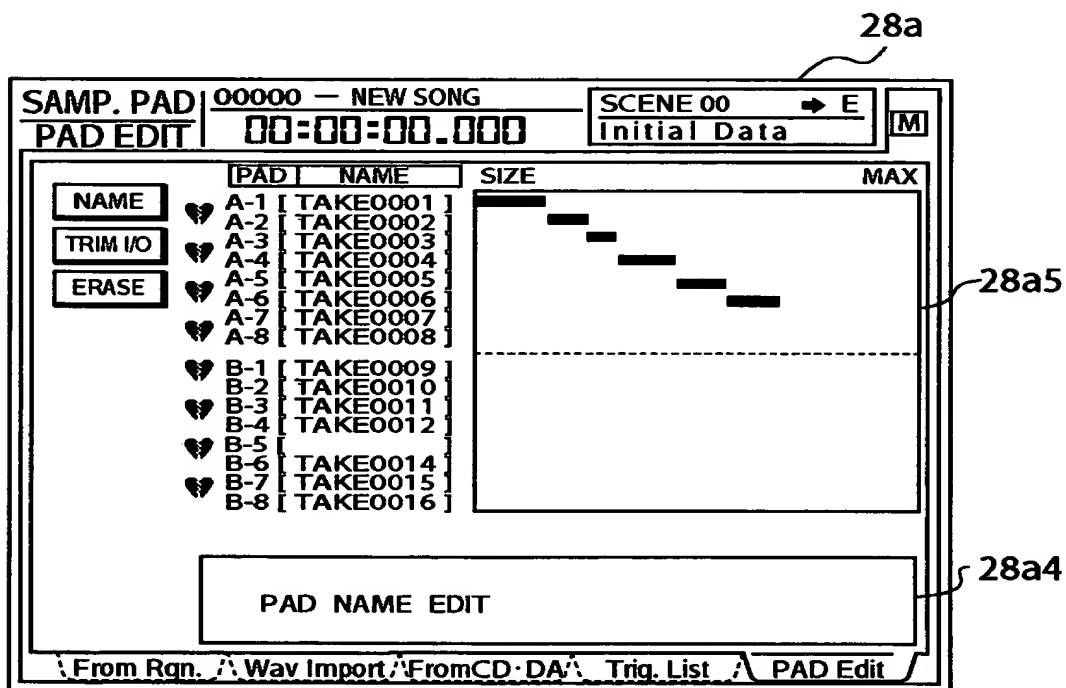 28a
SAMP. PAD
PAD EDIT
00000 — NEW SONG
00:00:00.000
SCENE 00 ➡ E
Initial Data
M
NAME
TRIM I/O
ERASE
PAD NAME
SIZE MAX
A-1 [ TAKE0001 ]
A-2 [ TAKE0002 ]
A-3 [ TAKE0003 ]
A-4 [ TAKE0004 ]
A-5 [ TAKE0005 ]
A-6 [ TAKE0006 ]
A-7 [ TAKE0007 ]
A-8 [ TAKE0008 ]
B-1 [ TAKE0009 ]
B-2 [ TAKE0010 ]
B-3 [ TAKE0011 ]
B-4 [ TAKE0012 ]
B-5 [ ]
B-6 [ TAKE0014 ]
B-7 [ TAKE0015 ]
B-8 [ TAKE0016 ]
28a5
28a4
PAD NAME EDIT
From Rgn. Wav Import FromCD·DA Trig. List PAD Edit